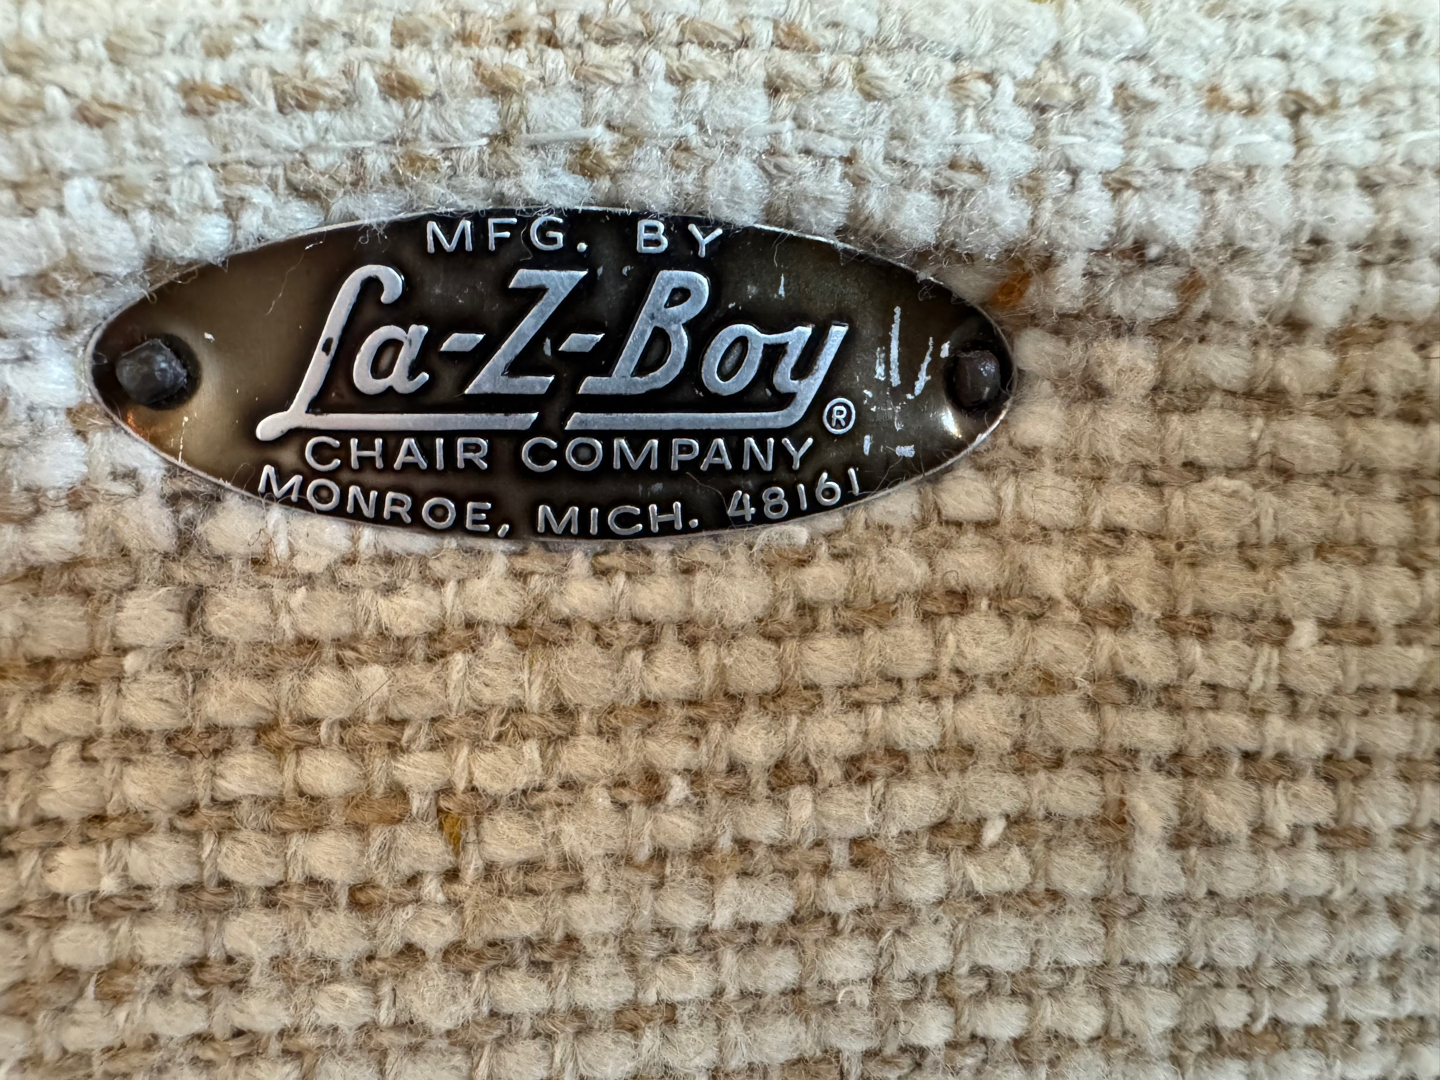 MFG. BY
La-Z-Boy®
CHAIR COMPANY
MONROE, MICH. 48161